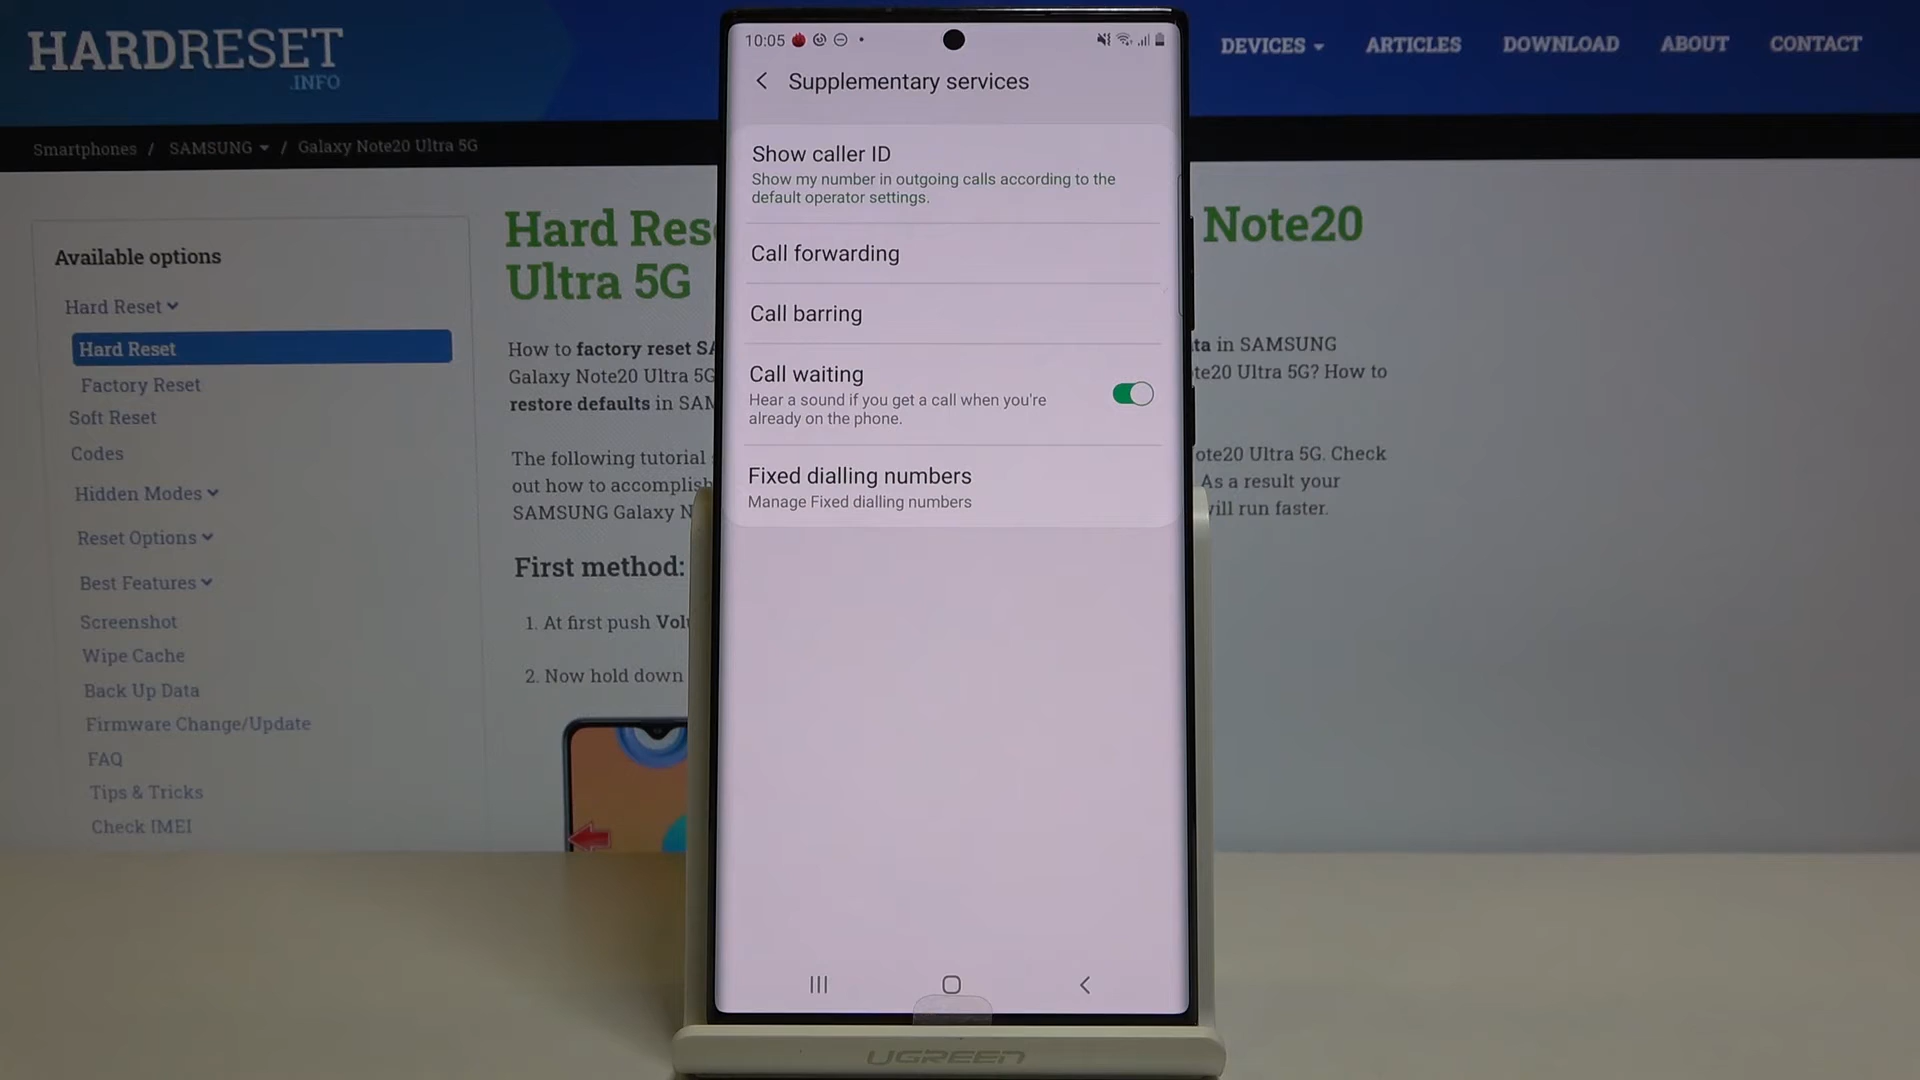 HARDRESET
.INFO
DEVICES ARTICLES DOWNLOAD ABOUT CONTACT
Smartphones / SAMSUNG / Galaxy Note20 Ultra 5G
Available options
Hard Reset
Hard Reset
Factory Reset
Soft Reset
Codes
Hidden Modes
Reset Options
Best Features
Screenshot
Wipe Cache
Back Up Data
Firmware Change/Update
FAQ
Tips & Tricks
Check IMEI
Hard Res Note20
Ultra 5G
How to factory reset SA ta in SAMSUNG
Galaxy Note20 Ultra 5G te20 Ultra 5G? How to
restore defaults in SAM
The following tutorial ote20 Ultra 5G. Check
out how to accomplish As a result your
SAMSUNG Galaxy N will run faster.
First method:
1. At first push Volu
2. Now hold down
10:05
Supplementary services
Show caller ID
Show my number in outgoing calls according to the
default operator settings.
Call forwarding
Call barring
Call waiting
Hear a sound if you get a call when you're
already on the phone.
Fixed dialling numbers
Manage Fixed dialling numbers
UGREEN